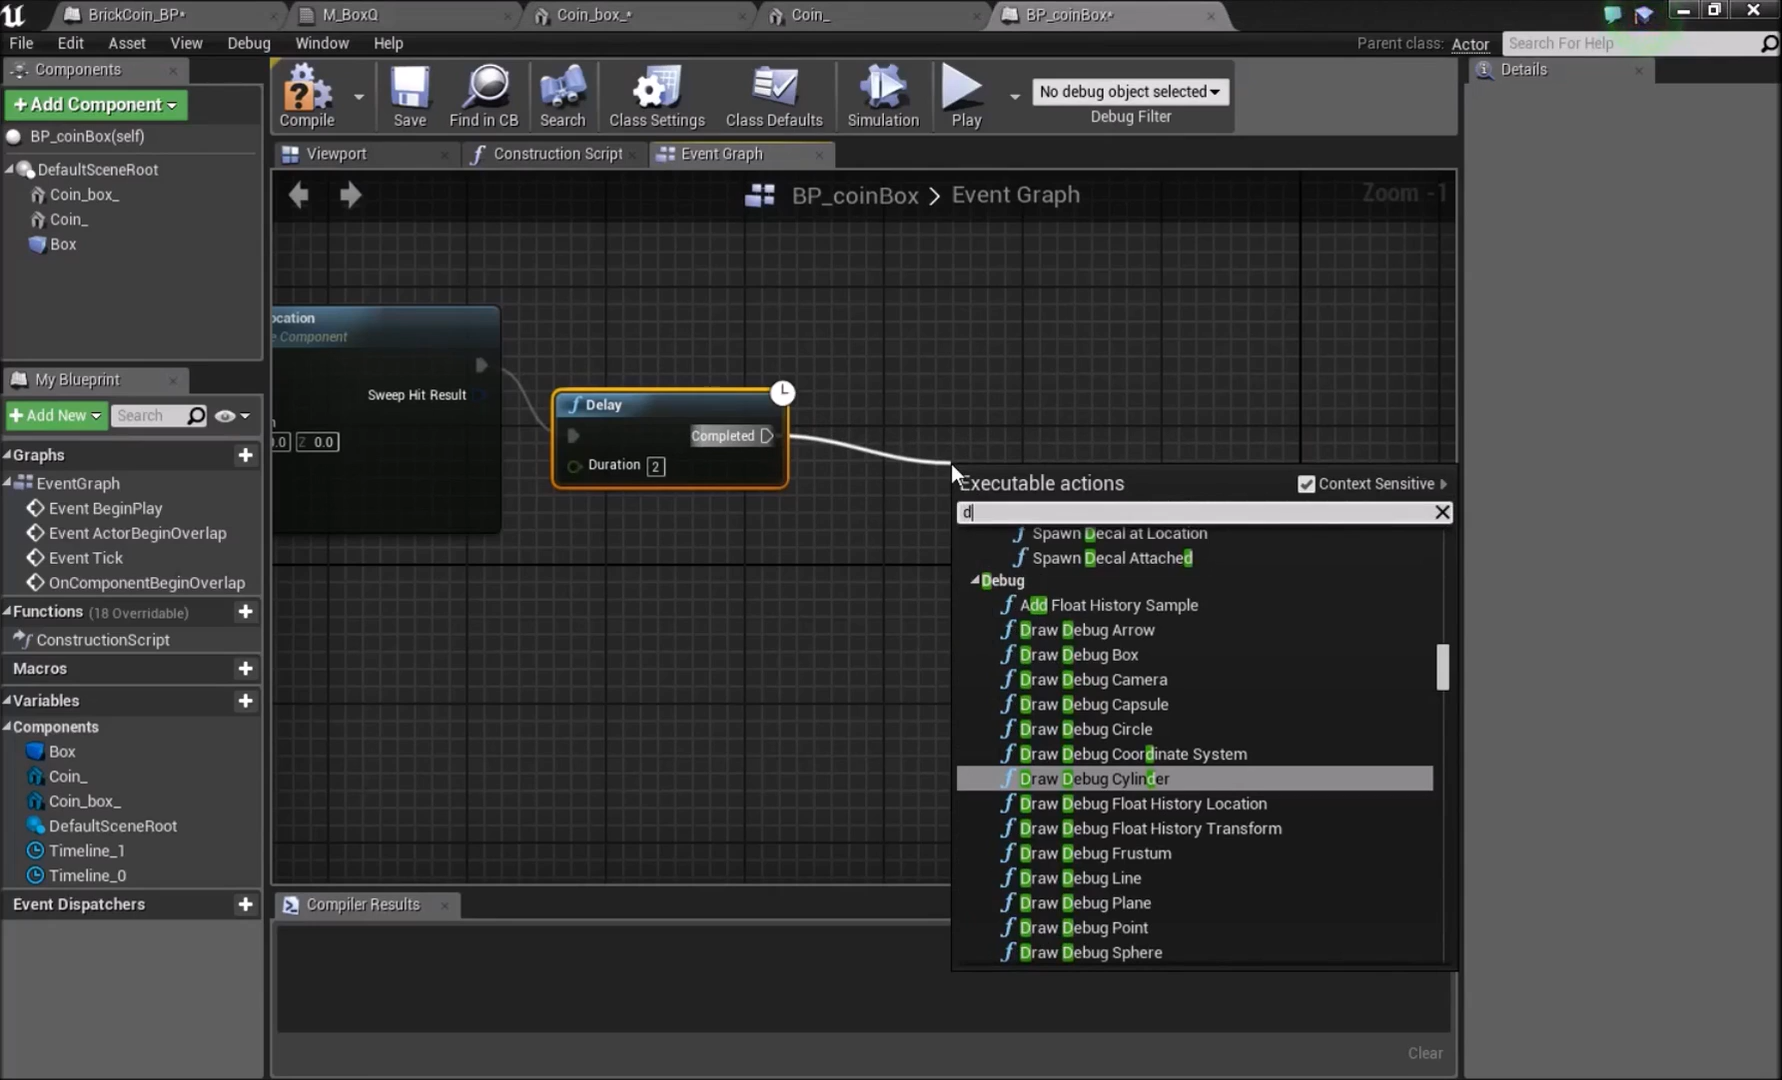 BrickCoin_BP*
M_BoxQ
Coin_box_*
Coin_
BP_coinBox*
File
Edit
Asset
View
Debug
Window
Help
Parent class: Actor
Search For Help
Components
+Add Component
BP_coinBox(self)
DefaultSceneRoot
Coin_box_
Coin_
Box
Compile
Save
Find in CB
Search
Class Settings
Class Defaults
Simulation
Play
No debug object selected
Debug Filter
Details
Viewport
Construction Script
Event Graph
BP_coinBox > Event Graph
Zoom -1
ocation
e Component
Sweep Hit Result
n
0.0 Z 0.0
Delay
Completed
Duration 2
Executable actions
Context Sensitive
d
Spawn Decal at Location
Spawn Decal Attached
Debug
Add Float History Sample
Draw Debug Arrow
Draw Debug Box
Draw Debug Camera
Draw Debug Capsule
Draw Debug Circle
Draw Debug Coordinate System
Draw Debug Cylinder
Draw Debug Float History Location
Draw Debug Float History Transform
Draw Debug Frustum
Draw Debug Line
Draw Debug Plane
Draw Debug Point
Draw Debug Sphere
My Blueprint
+Add New
Search
Graphs
EventGraph
Event BeginPlay
Event ActorBeginOverlap
Event Tick
OnComponentBeginOverlap
Functions (18 Overridable)
ConstructionScript
Macros
Variables
Components
Box
Coin_
Coin_box_
DefaultSceneRoot
Timeline_1
Timeline_0
Event Dispatchers
Compiler Results
Clear